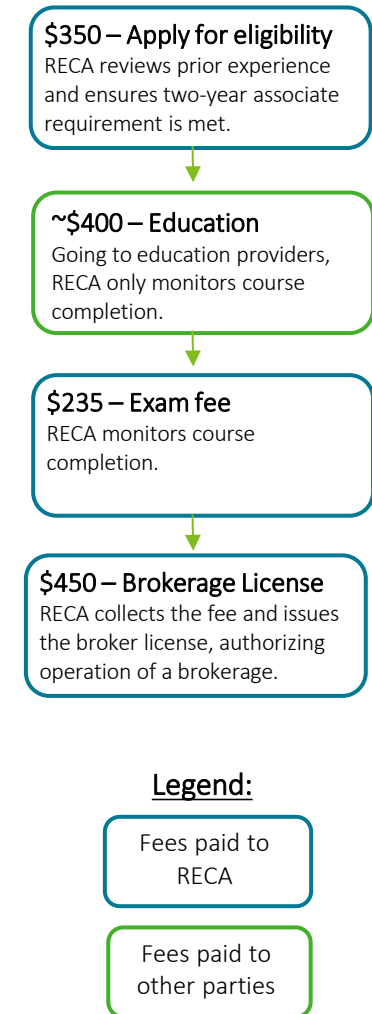 $350 – Apply for eligibility
RECA reviews prior experience
and ensures two-year associate
requirement is met.
~$400 – Education
Going to education providers,
RECA only monitors course
completion.
$235 – Exam fee
RECA monitors course
completion.
$450 – Brokerage License
RECA collects the fee and issues
the broker license, authorizing
operation of a brokerage.
Legend:
Fees paid to
RECA
Fees paid to
other parties